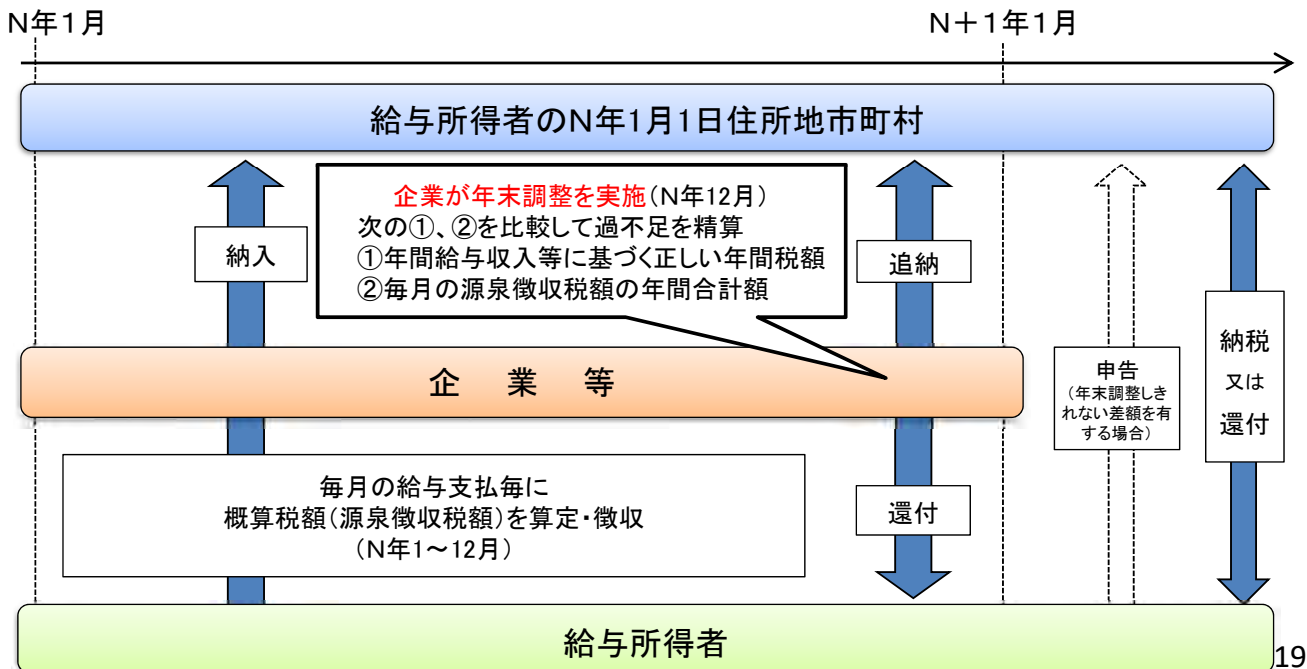 N年1月
N+1年1月
給与所得者のN年1月1日住所地市町村
企業が年末調整を実施(N年12月)
次の①、②を比較して過不足を精算
①年間給与収入等に基づく正しい年間税額
②毎月の源泉徴収税額の年間合計額
納入
追納
企 業 等
申告
(年末調整しき
れない差額を有
する場合)
納税
又は
還付
毎月の給与支払毎に
概算税額(源泉徴収税額)を算定・徴収
(N年1~12月)
還付
給与所得者
19